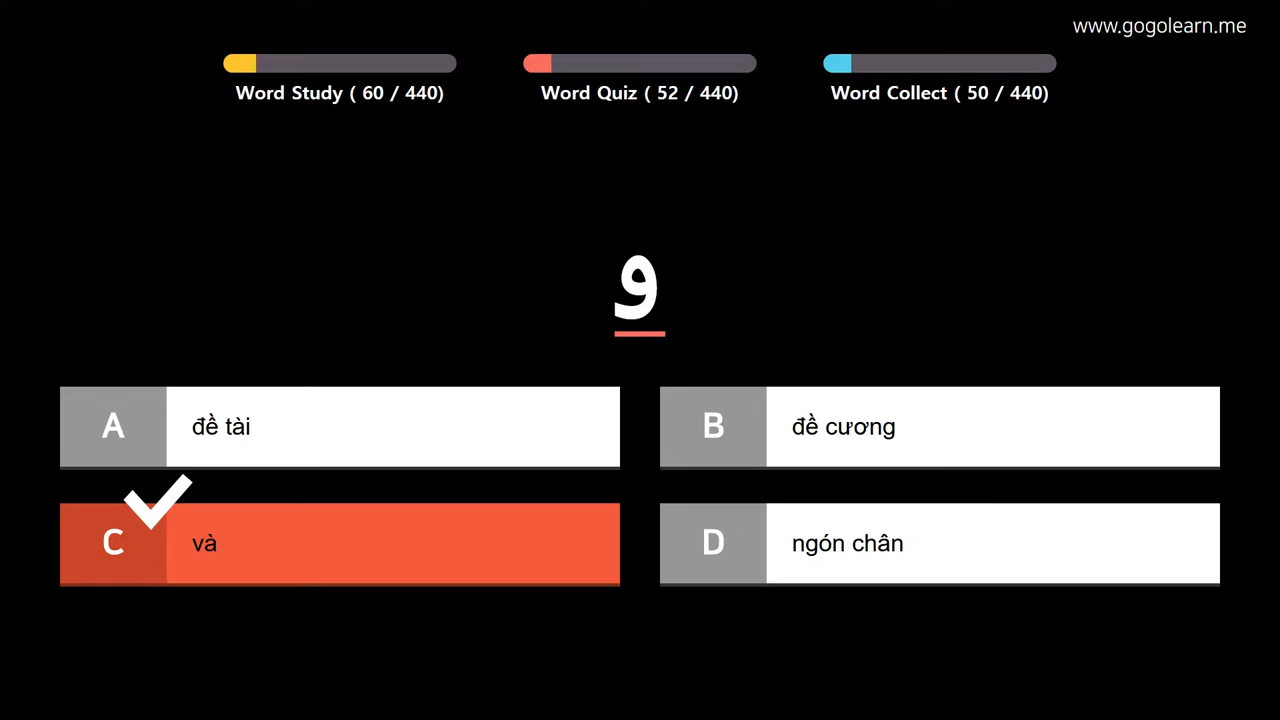 www.gogolearn.me
Word Study ( 60 / 440)
Word Quiz ( 52 / 440)
Word Collect ( 50 / 440)
و
A
đề tài
B
đề cương
C
và
D
ngón chân